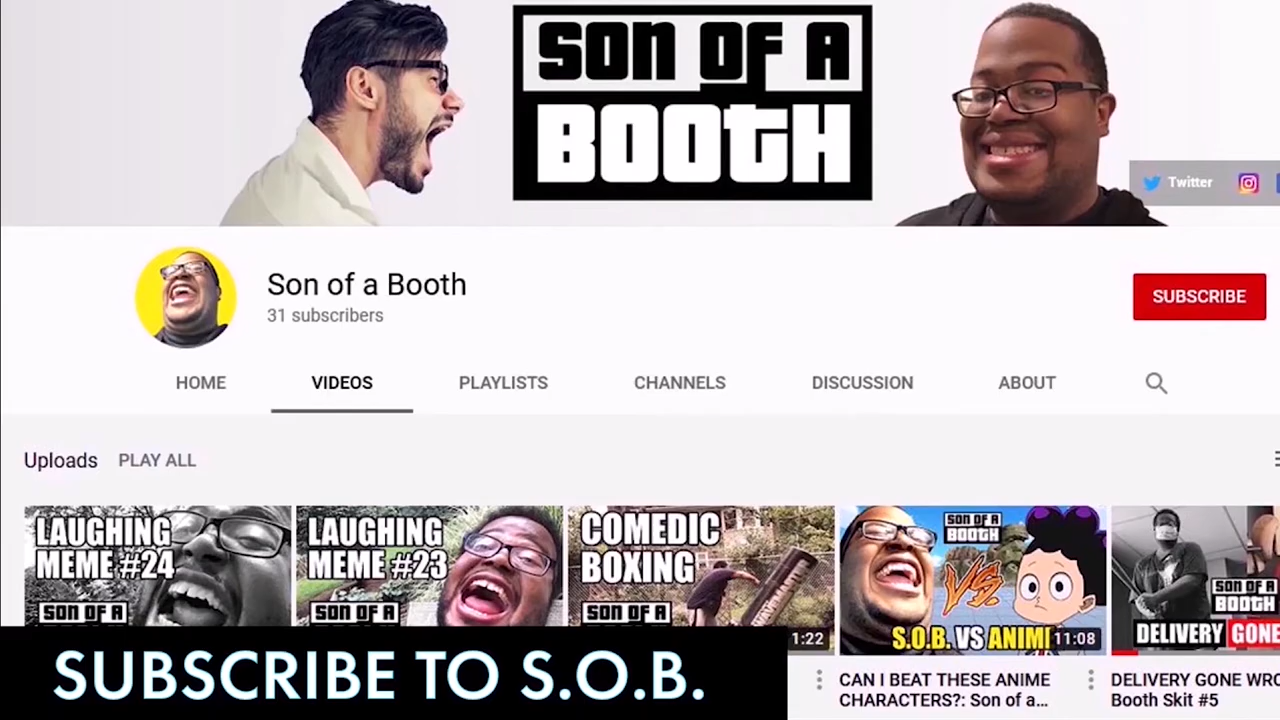 SON OF A
BOOTH
Twitter
Son of a Booth
31 subscribers
SUBSCRIBE
HOME VIDEOS PLAYLISTS CHANNELS DISCUSSION ABOUT
Uploads PLAY ALL
LAUGHING
MEME #24
SON OF A
LAUGHING
MEME #23
SON OF A
COMEDIC
BOXING
SON OF A
1:22
SON OF A
BOOTH
VS.
S.O.B. VS ANIM
11:08
SON OF A
BOOTH
DELIVERY GONE
SUBSCRIBE TO S.O.B.
CAN I BEAT THESE ANIME
CHARACTERS?: Son of a...
DELIVERY GONE WRO
Booth Skit #5